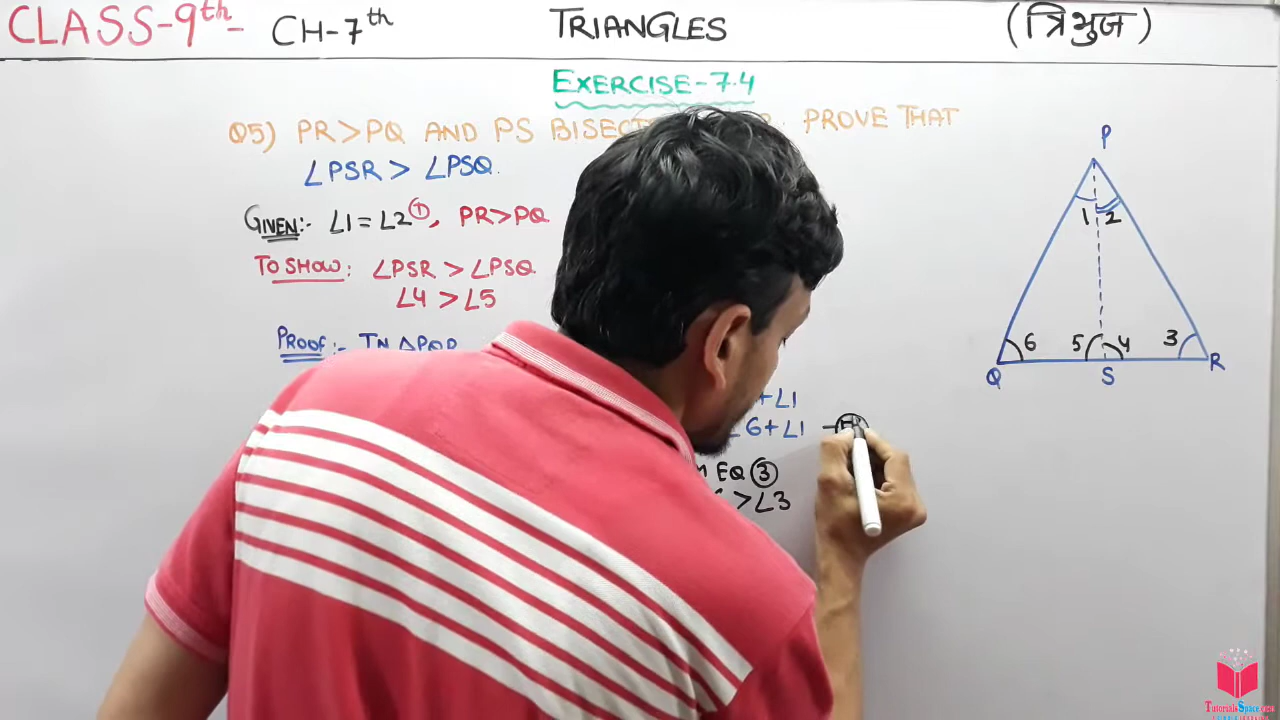 CLASS-9th- CH-7th TRIANGLES (त्रिभुज)
EXERCISE-7.4
Q5) PR>PQ AND PS PROVE THAT
∠PSR > ∠PSQ.
GIVEN:- ∠1 = ∠2 ①, PR>PQ
TO SHOW: ∠PSR > ∠PSQ
∠4 > ∠5
PROOF:- IN △PQR
+∠1
∠6+∠1 -
EQ ③
>∠3
P
1 2
6 5 4 3
Q S R